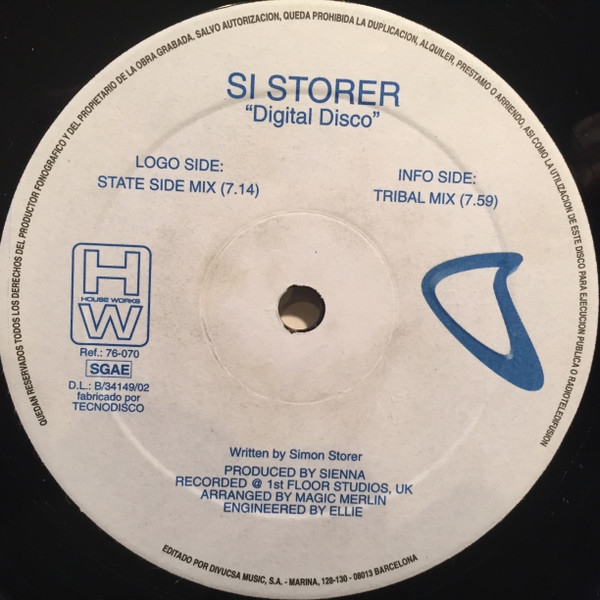 QUEDAN RESERVADOS TODOS LOS DERECHOS DEL PRODUCTOR FONOGRAFICO Y DEL PROPIETARIO DE LA OBRA GRABADA, SALVO AUTORIZACION, QUEDA PROHIBIDA LA DUPLICACION, ALQUILER, PRESTAMO O ARRIENDO, ASI COMO LA UTILIZACION DE ESTE DISCO PARA EJECUCION PUBLICA O RADIOTELEDIFUSION
SI STORER
"Digital Disco"
LOGO SIDE:
STATE SIDE MIX (7.14)
INFO SIDE:
TRIBAL MIX (7.59)
H
HOUSE WORKS
W
Ref.: 76-070
SGAE
D.L.: B/34149/02
fabricado por
TECNODISCO
Written by Simon Storer
PRODUCED BY SIENNA
RECORDED @ 1st FLOOR STUDIOS, UK
ARRANGED BY MAGIC MERLIN
ENGINEERED BY ELLIE
EDITADO POR DIVUCSA MUSIC, S.A. - MARINA, 128-130 - 08013 BARCELONA